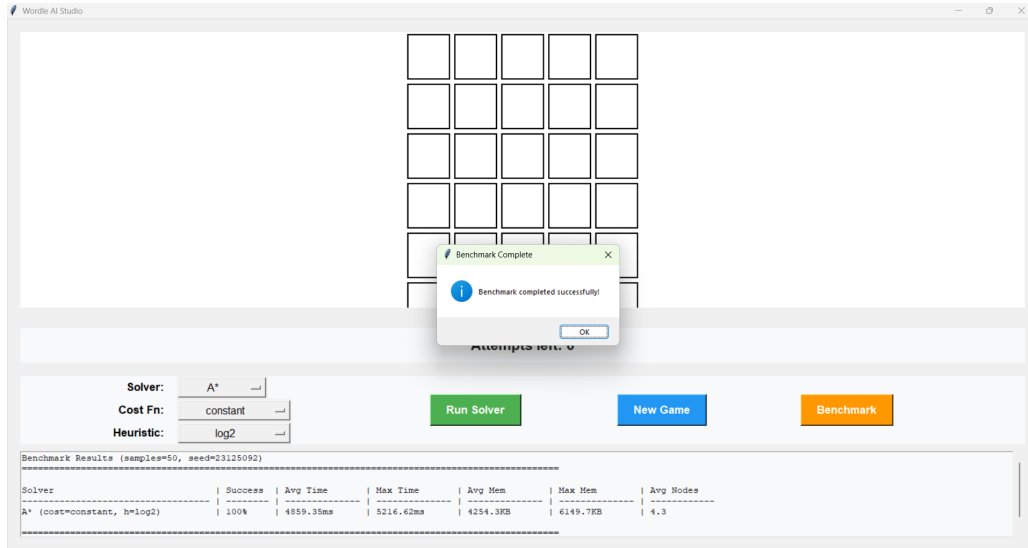 Wordle AI Studio
Benchmark Complete
Benchmark completed successfully!
OK
Attempts left: 6
Solver: A*
Cost Fn: constant
Heuristic: log2
Run Solver
New Game
Benchmark
Benchmark Results (samples=50, seed=23125092)
====================================================================================================
Solver | Success | Avg Time | Max Time | Avg Mem | Max Mem | Avg Nodes
----------------------------------- | -------- | -------------- | -------------- | -------------- | -------------- | ------------
A* (cost=constant, h=log2) | 100% | 4859.35ms | 5216.62ms | 4254.3KB | 6149.7KB | 4.3
====================================================================================================